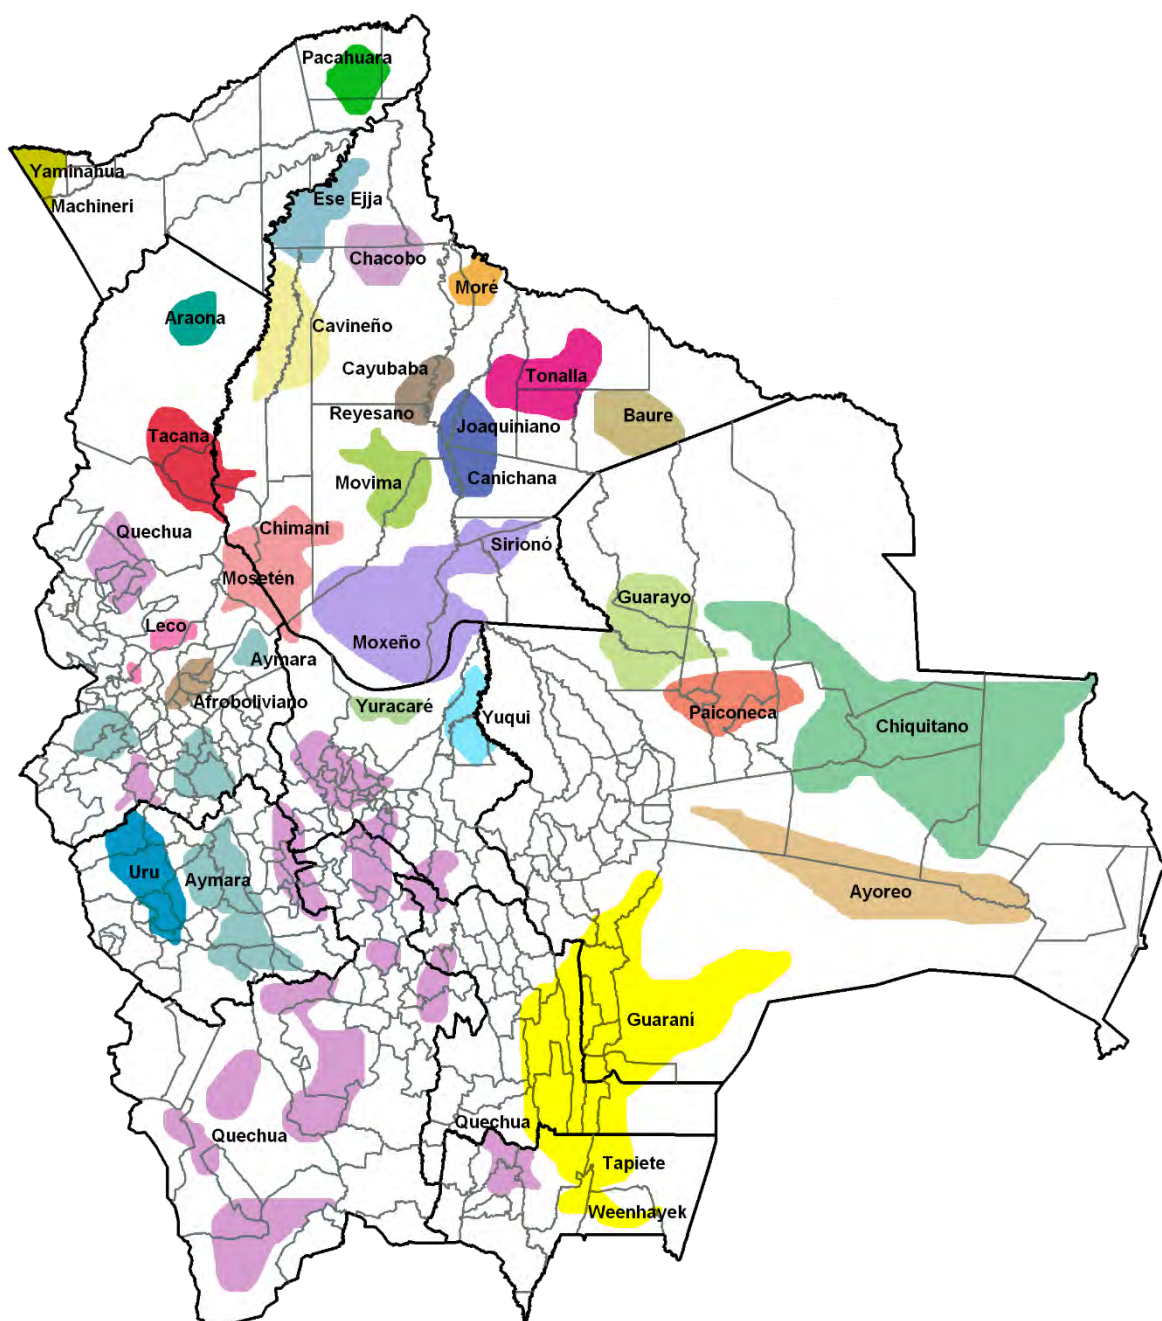 Pacahuara
Yaminahua
Machineri
Ese Ejja
Chacobo
Moré
Araona
Cavineño
Cayubaba
Tonalla
Reyesano
Joaquiniano
Baure
Tacana
Movima
Canichana
Quechua
Chimani
Sirionó
Mosetén
Guarayo
Leco
Moxeño
Aymara
Afroboliviano
Yuracaré
Yuqui
Paiconeca
Chiquitano
Uru
Aymara
Ayoreo
Guaraní
Quechua
Quechua
Tapiete
Weenhayek